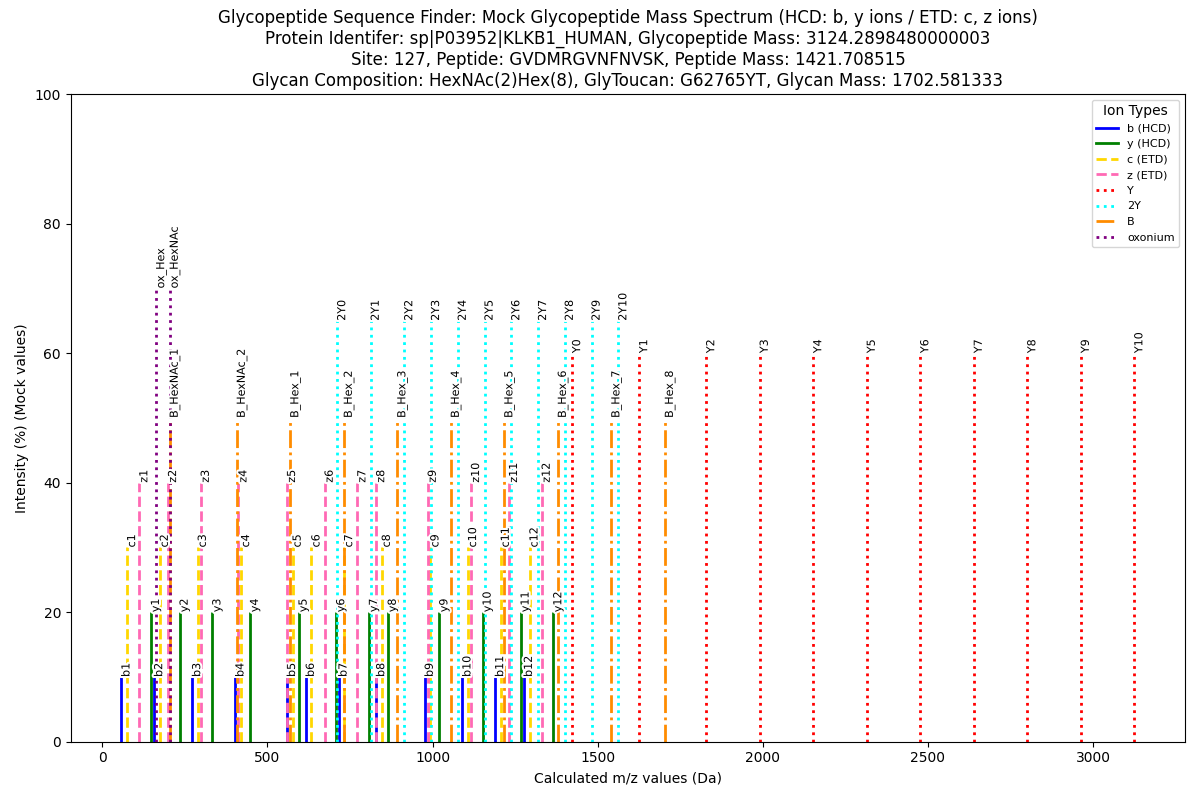 Glycopeptide Sequence Finder: Mock Glycopeptide Mass Spectrum (HCD: b, y ions / ETD: c, z ions)
Protein Identifer: sp|P03952|KLKB1_HUMAN, Glycopeptide Mass: 3124.2898480000003
Site: 127, Peptide: GVDMRGVNFNVSK, Peptide Mass: 1421.708515
Glycan Composition: HexNAc(2)Hex(8), GlyToucan: G62765YT, Glycan Mass: 1702.581333
Intensity (%) (Mock values)
100
80
60
40
20
0
Ion Types
b (HCD)
y (HCD)
c (ETD)
z (ETD)
Y
2Y
B
oxonium
ox_Hex
ox_HexNAc
2Y0
2Y1
2Y2
2Y3
2Y4
2Y5
2Y6
2Y7
2Y8
2Y9
2Y10
Y0
Y1
Y2
Y3
Y4
Y5
Y6
Y7
Y8
Y9
Y10
B_HexNAc_1
B_HexNAc_2
B_Hex_1
B_Hex_2
B_Hex_3
B_Hex_4
B_Hex_5
B_Hex_6
B_Hex_7
B_Hex_8
z1
z2
z3
z4
z5
z6
z7
z8
z9
z10
z11
z12
c1
c2
c3
c4
c5
c6
c7
c8
c9
c10
c11
c12
y1
y2
y3
y4
y5
y6
y7
y8
y9
y10
y11
y12
b1
b2
b3
b4
b5
b6
b7
b8
b9
b10
b11
b12
0
500
1000
1500
2000
2500
3000
Calculated m/z values (Da)